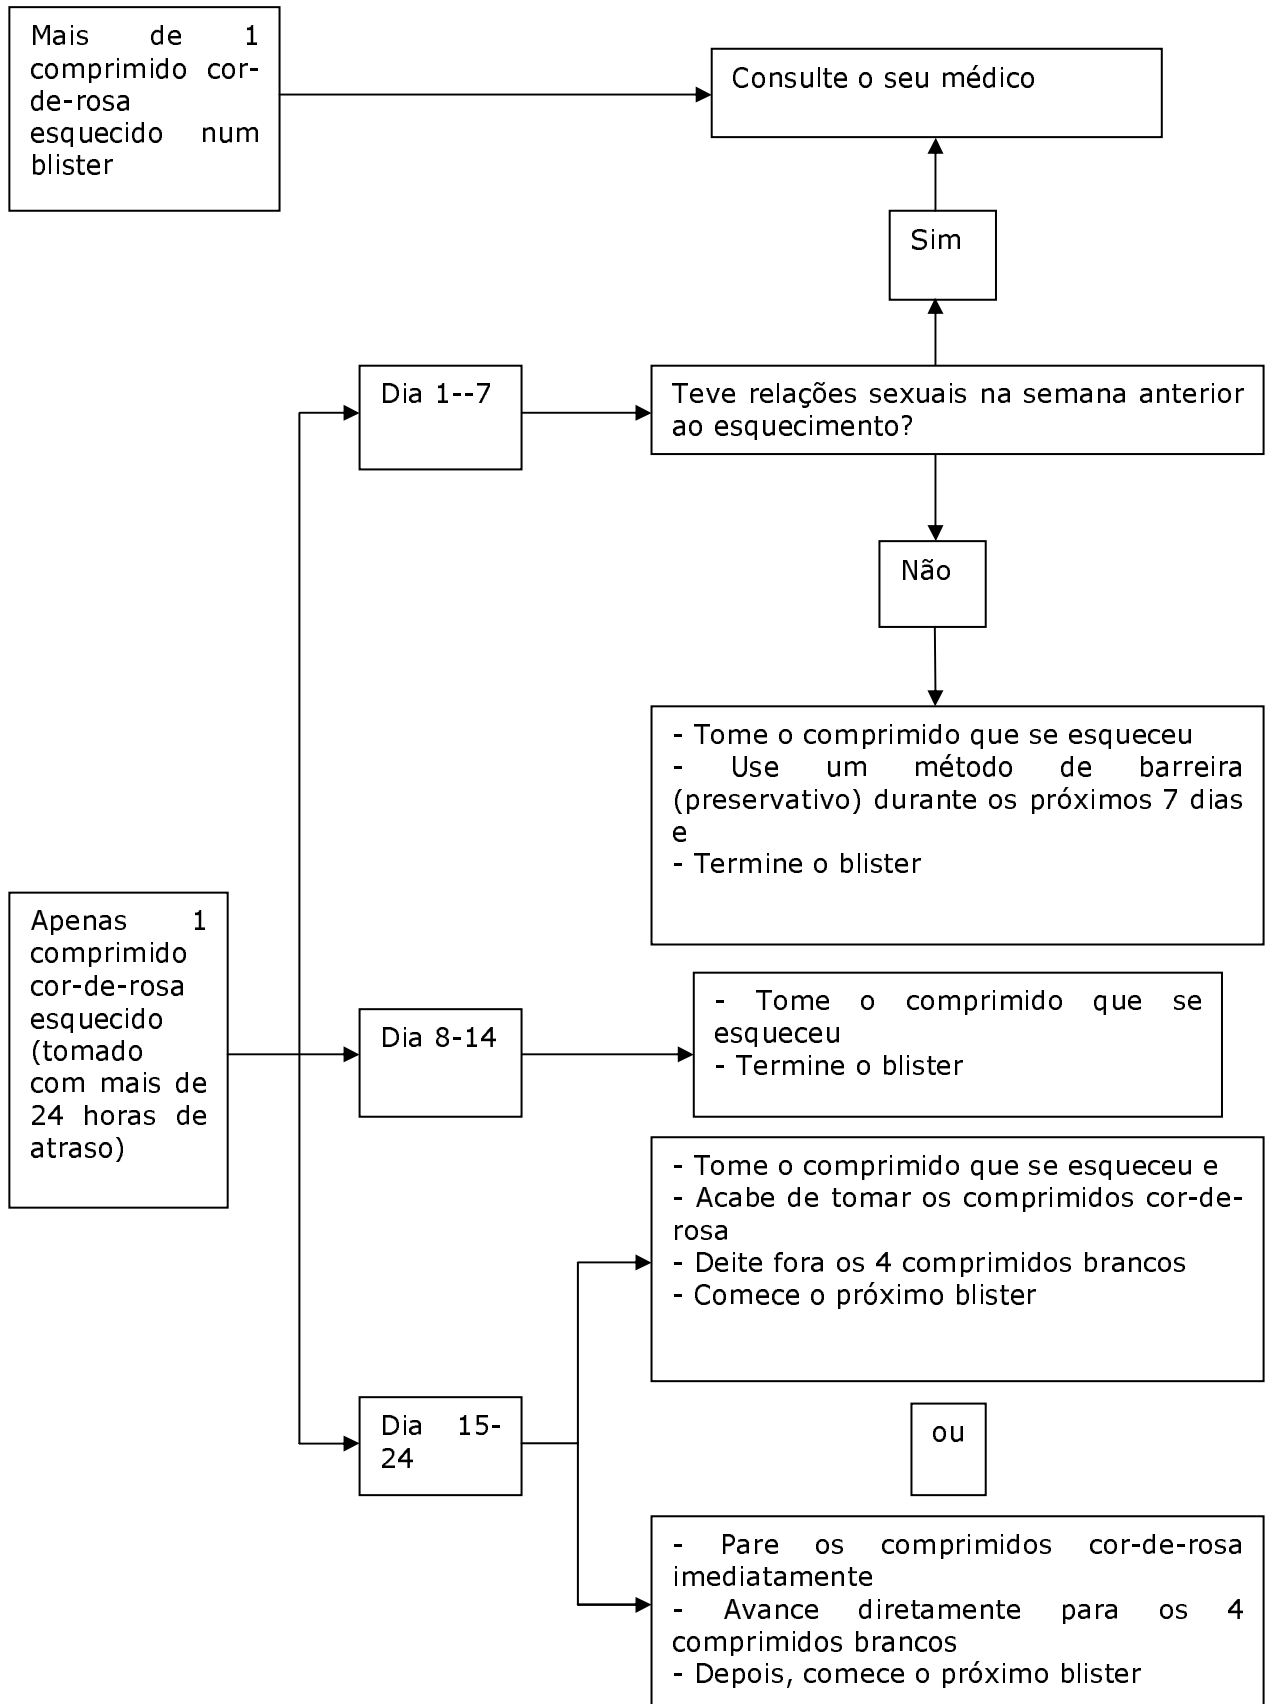 Mais de 1
comprimido cor-
de-rosa
esquecido num
blister
Consulte o seu médico
Sim
Dia 1--7
Teve relações sexuais na semana anterior
ao esquecimento?
Não
- Tome o comprimido que se esqueceu
- Use um método de barreira
(preservativo) durante os próximos 7 dias
e
- Termine o blister
Apenas 1
comprimido
cor-de-rosa
esquecido
(tomado
com mais de
24 horas de
atraso)
Dia 8-14
- Tome o comprimido que se
esqueceu
- Termine o blister
- Tome o comprimido que se esqueceu e
- Acabe de tomar os comprimidos cor-de-
rosa
- Deite fora os 4 comprimidos brancos
- Comece o próximo blister
Dia 15-
24
ou
- Pare os comprimidos cor-de-rosa
imediatamente
- Avance diretamente para os 4
comprimidos brancos
- Depois, comece o próximo blister